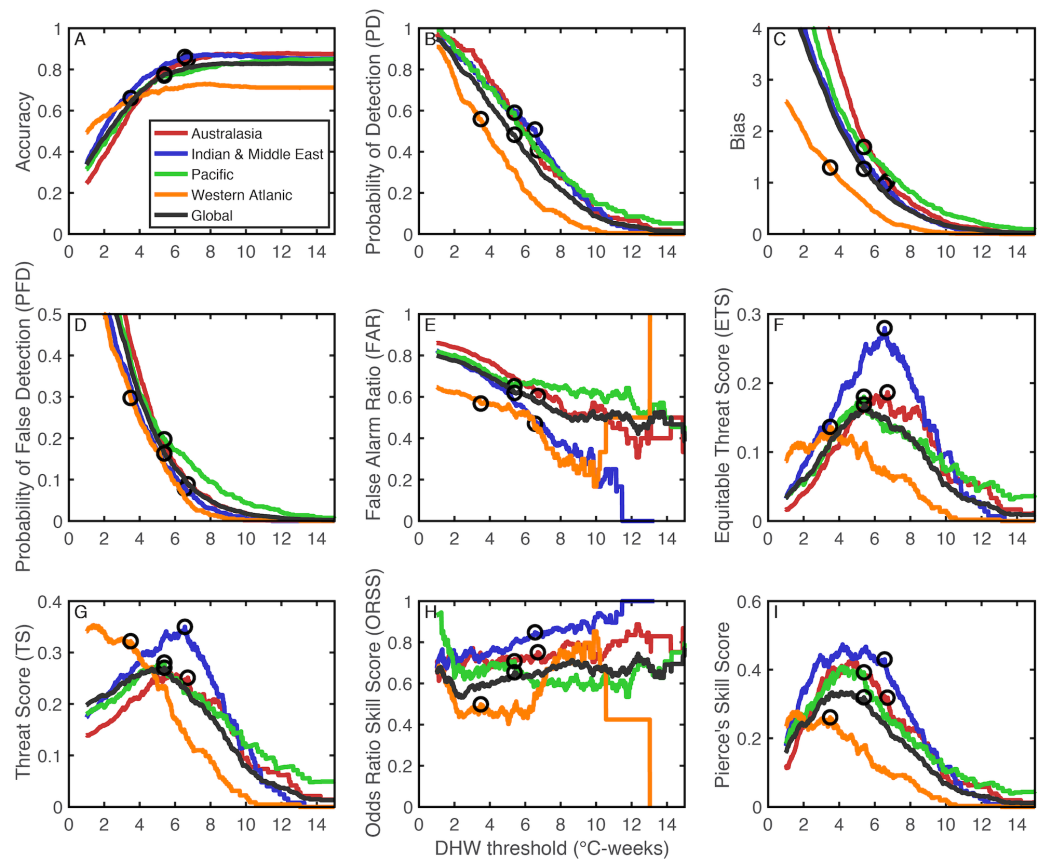 A
Accuracy
1
0.8
0.6
0.4
0.2
0
Australasia
Indian & Middle East
Pacific
Western Atlanic
Global
0 2 4 6 8 10 12 14
B
Probability of Detection (PD)
1
0.8
0.6
0.4
0.2
0
0 2 4 6 8 10 12 14
C
Bias
4
3
2
1
0
0 2 4 6 8 10 12 14
D
Probability of False Detection (PFD)
0.5
0.4
0.3
0.2
0.1
0
0 2 4 6 8 10 12 14
E
False Alarm Ratio (FAR)
1
0.8
0.6
0.4
0.2
0
0 2 4 6 8 10 12 14
F
Equitable Threat Score (ETS)
0.3
0.2
0.1
0
0 2 4 6 8 10 12 14
G
Threat Score (TS)
0.4
0.3
0.2
0.1
0
0 2 4 6 8 10 12 14
H
Odds Ratio Skill Score (ORSS)
1
0.8
0.6
0.4
0.2
0
0 2 4 6 8 10 12 14
DHW threshold (°C-weeks)
I
Pierce's Skill Score
0.6
0.4
0.2
0
0 2 4 6 8 10 12 14